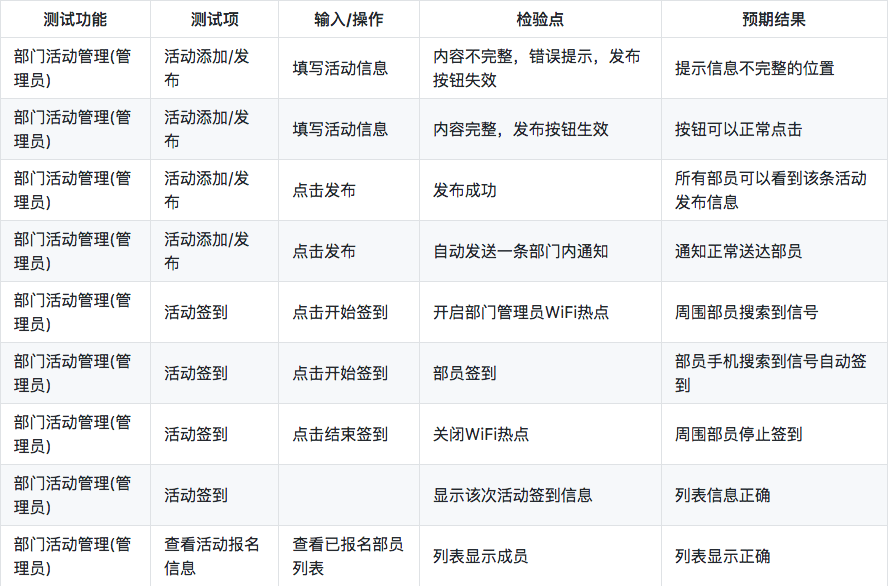 测试功能 测试项 输入/操作 检验点 预期结果
部门活动管理(管 活动添加/发 填写活动信息 内容不完整，错误提示，发布 提示信息不完整的位置
理员) 布 按钮失效
部门活动管理(管 活动添加/发 填写活动信息 内容完整，发布按钮生效 按钮可以正常点击
理员) 布
部门活动管理(管 活动添加/发 点击发布 发布成功 所有部员可以看到该条活动
理员) 布 发布信息
部门活动管理(管 活动添加/发 点击发布 自动发送一条部门内通知 通知正常送达部员
理员) 布
部门活动管理(管 活动签到 点击开始签到 开启部门管理员WiFi热点 周围部员搜索到信号
理员)
部门活动管理(管 活动签到 点击开始签到 部员签到 部员手机搜索到信号自动签
理员) 到
部门活动管理(管 活动签到 点击结束签到 关闭WiFi热点 周围部员停止签到
理员)
部门活动管理(管 活动签到 显示该次活动签到信息 列表信息正确
理员)
部门活动管理(管 查看活动报名 查看已报名部员 列表显示成员 列表显示正确
理员) 信息 列表